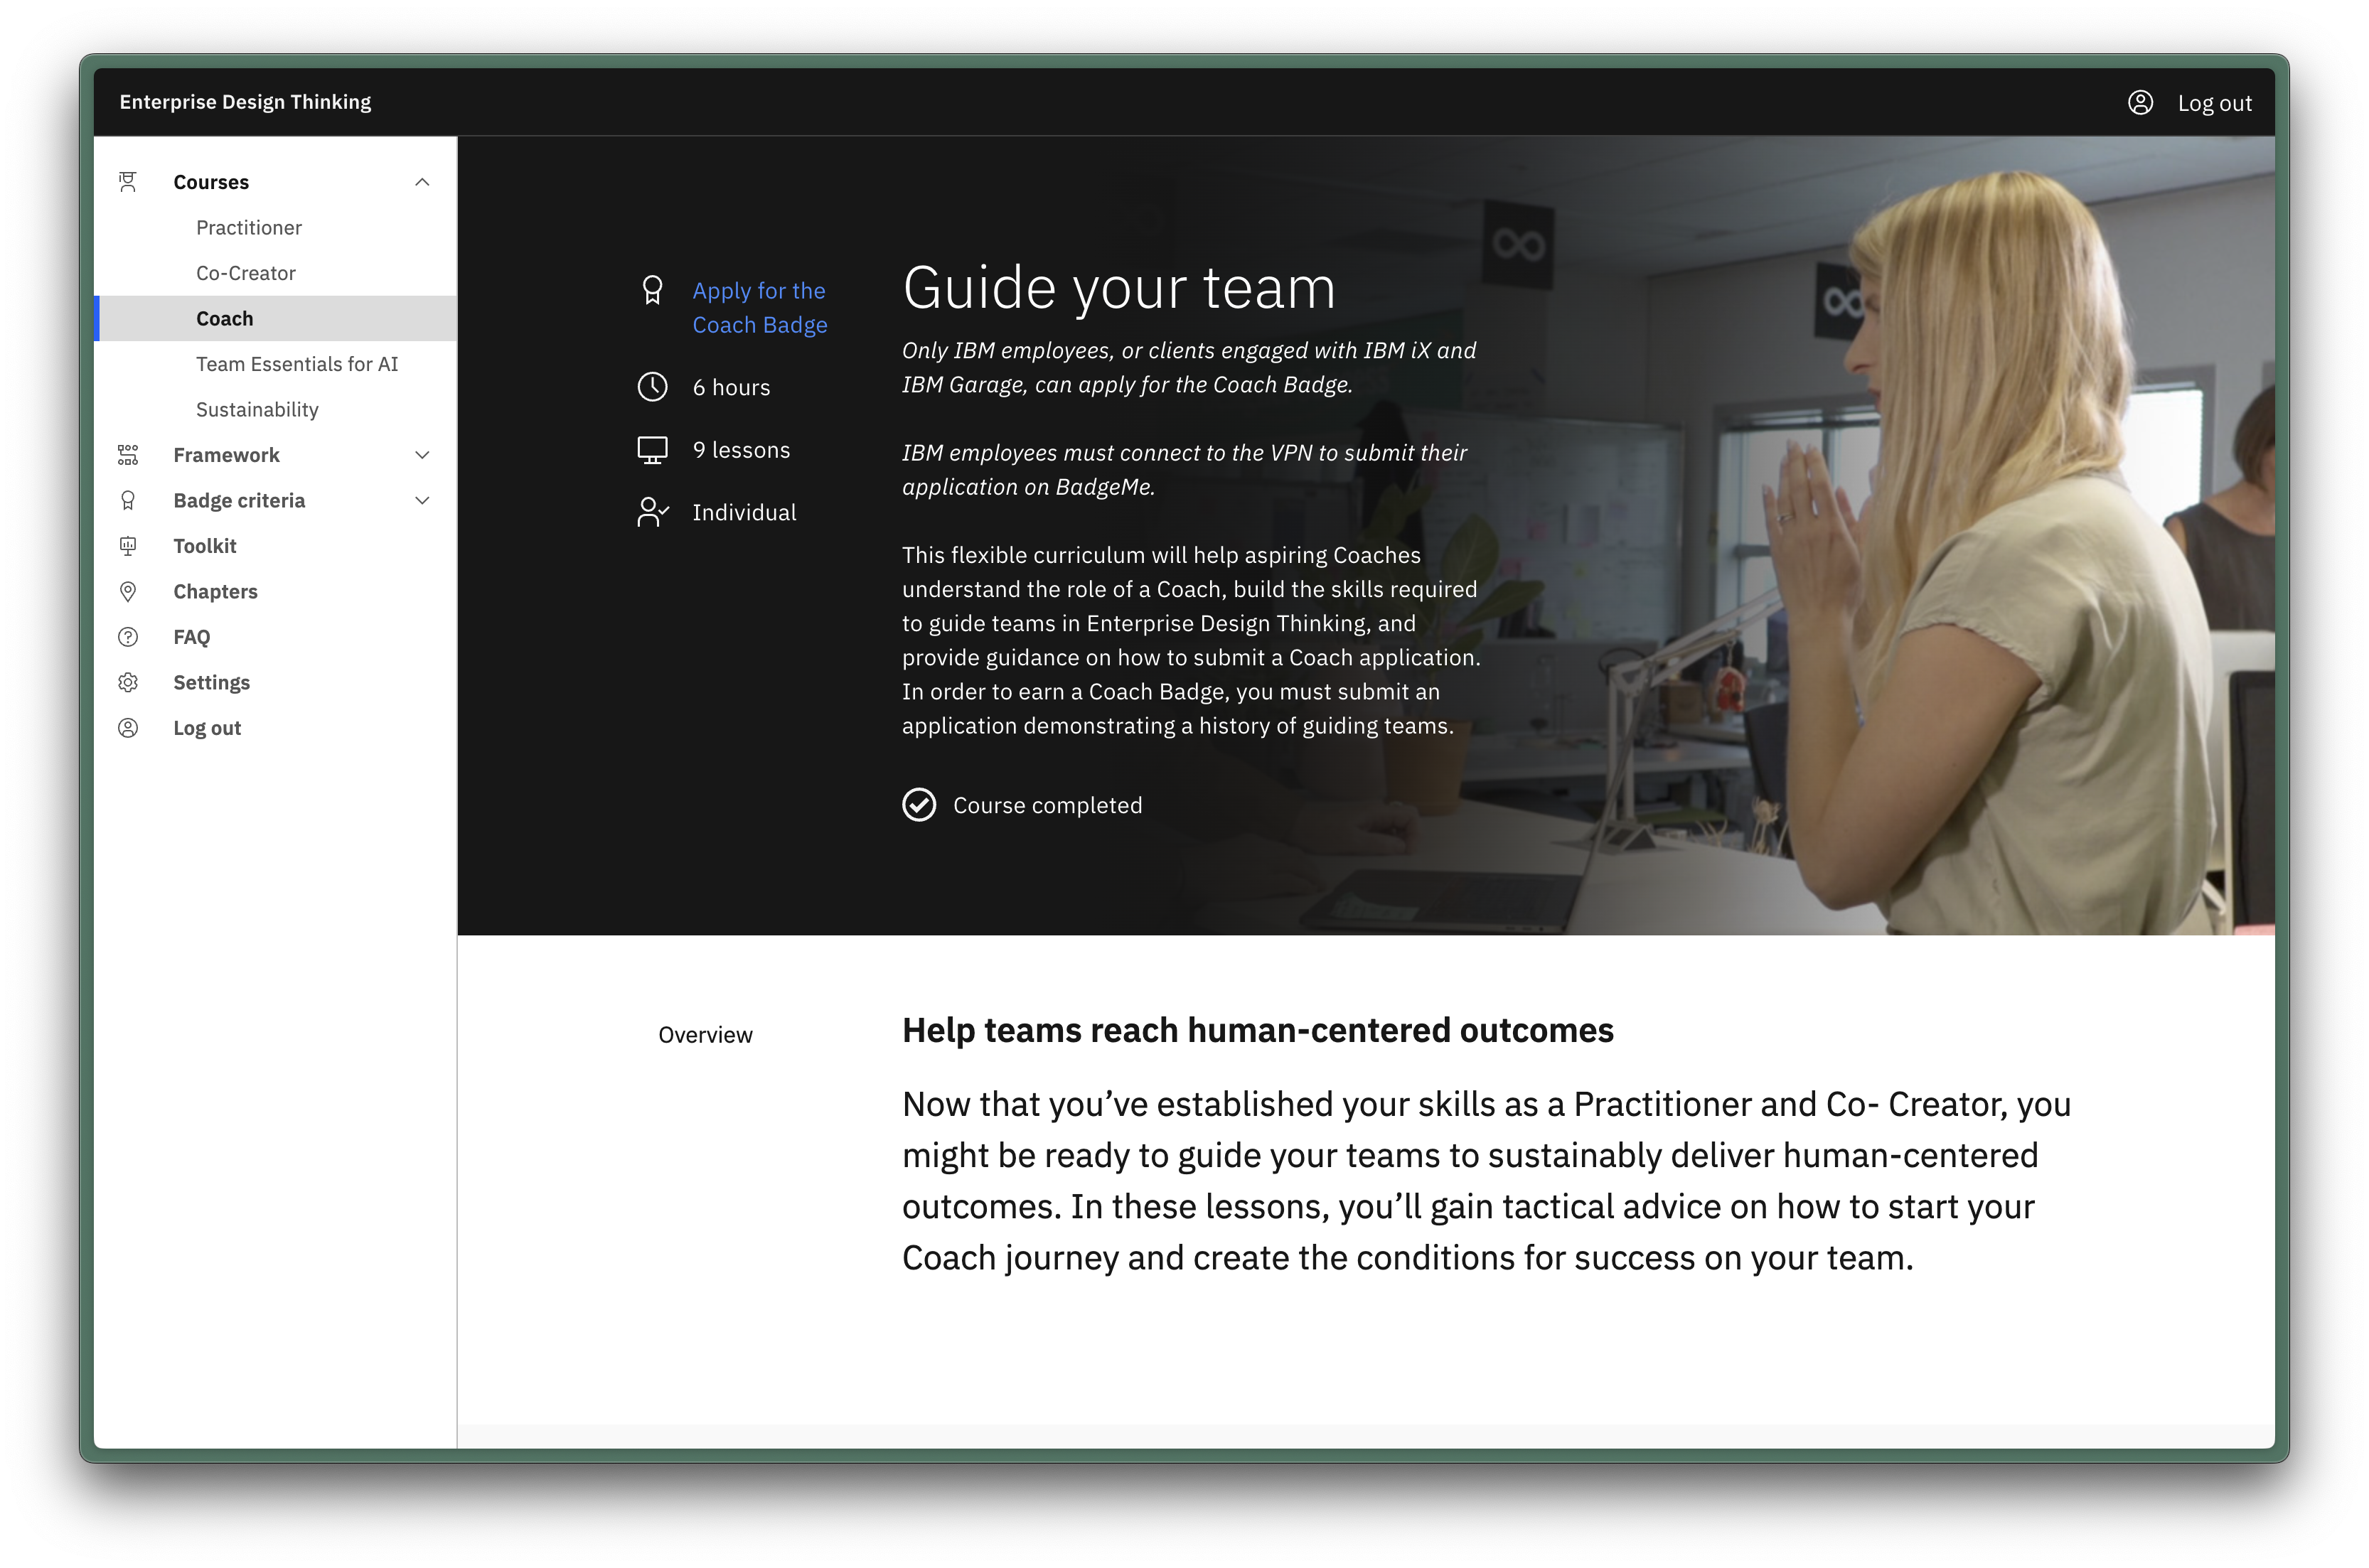 Enterprise Design Thinking
Log out
Courses
Practitioner
Co-Creator
Coach
Team Essentials for AI
Sustainability
Framework
Badge criteria
Toolkit
Chapters
FAQ
Settings
Log out
Apply for the
Coach Badge
6 hours
9 lessons
Individual
Guide your team
Only IBM employees, or clients engaged with IBM iX and
IBM Garage, can apply for the Coach Badge.
IBM employees must connect to the VPN to submit their
application on BadgeMe.
This flexible curriculum will help aspiring Coaches
understand the role of a Coach, build the skills required
to guide teams in Enterprise Design Thinking, and
provide guidance on how to submit a Coach application.
In order to earn a Coach Badge, you must submit an
application demonstrating a history of guiding teams.
Course completed
Overview
Help teams reach human-centered outcomes
Now that you’ve established your skills as a Practitioner and Co- Creator, you
might be ready to guide your teams to sustainably deliver human-centered
outcomes. In these lessons, you’ll gain tactical advice on how to start your
Coach journey and create the conditions for success on your team.